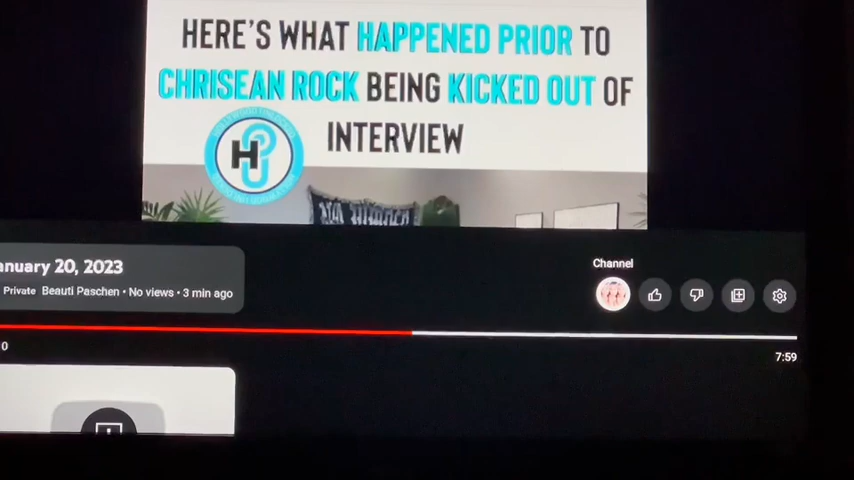 HERE'S WHAT HAPPENED PRIOR TO
CHRISEAN ROCK BEING KICKED OUT OF
INTERVIEW
H
anuary 20, 2023
Private Beauti Paschen • No views • 3 min ago
Channel
0
7:59